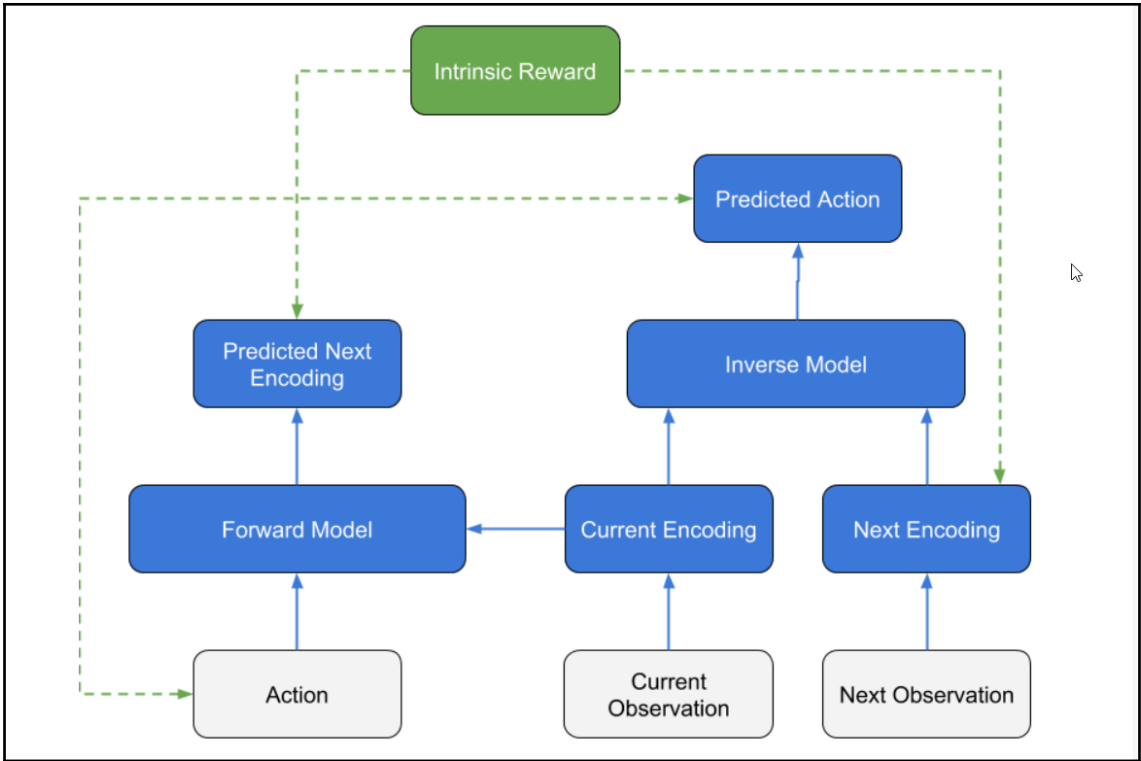 Intrinsic Reward
Predicted Action
Predicted Next
Encoding
Inverse Model
Forward Model
Current Encoding
Next Encoding
Action
Current
Observation
Next Observation